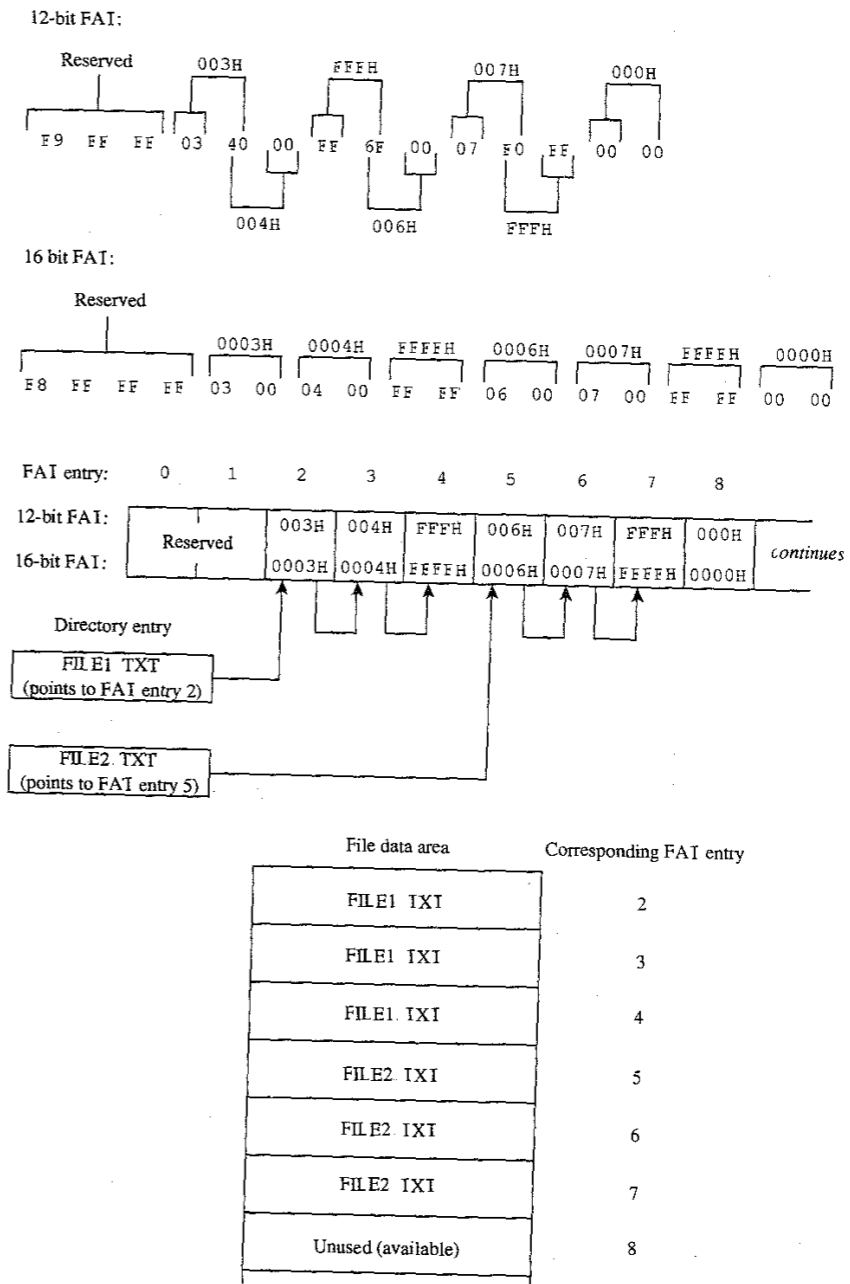 12-bit FAT:
Reserved 003H FFFH 007H 000H
F9 FF FF 03 40 00 FF 6F 00 07 F0 FF 00 00
004H 006H FFFH
16 bit FAT:
Reserved
0003H 0004H FFFFH 0006H 0007H FFFFH 0000H
F8 FF FF FF 03 00 04 00 FF FF 06 00 07 00 FF FF 00 00
FAT entry: 0 1 2 3 4 5 6 7 8
12-bit FAT: 003H 004H FFFH 006H 007H FFFH 000H
Reserved continues
16-bit FAT: 0003H 0004H FFFFH 0006H 0007H FFFFH 0000H
Directory entry
FILE1 TXT
(points to FAT entry 2)
FILE2. TXT
(points to FAT entry 5)
File data area Corresponding FAT entry
FILE1 TXT 2
FILE1 TXT 3
FILE1. TXT 4
FILE2. TXT 5
FILE2. TXT 6
FILE2 TXT 7
Unused (available) 8